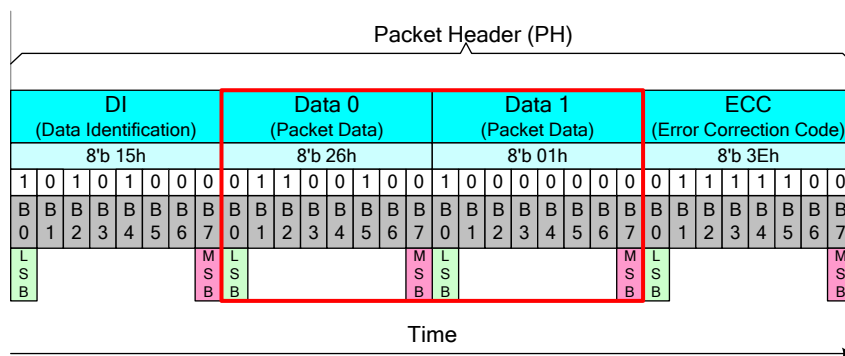 Packet Header (PH)
DI Data 0 Data 1 ECC
(Data Identification) (Packet Data) (Packet Data) (Error Correction Code)
8'b 15h 8'b 26h 8'b 01h 8'b 3Eh
1 0 1 0 1 0 0 0 0 1 1 0 0 1 0 0 1 0 0 0 0 0 0 0 0 1 1 1 1 1 0 0
B B B B B B B B B B B B B B B B B B B B B B B B B B B B B B B B
0 1 2 3 4 5 6 7 0 1 2 3 4 5 6 7 0 1 2 3 4 5 6 7 0 1 2 3 4 5 6 7
L M L M L M L M
S S S S S S S S
B B B B B B B B
Time